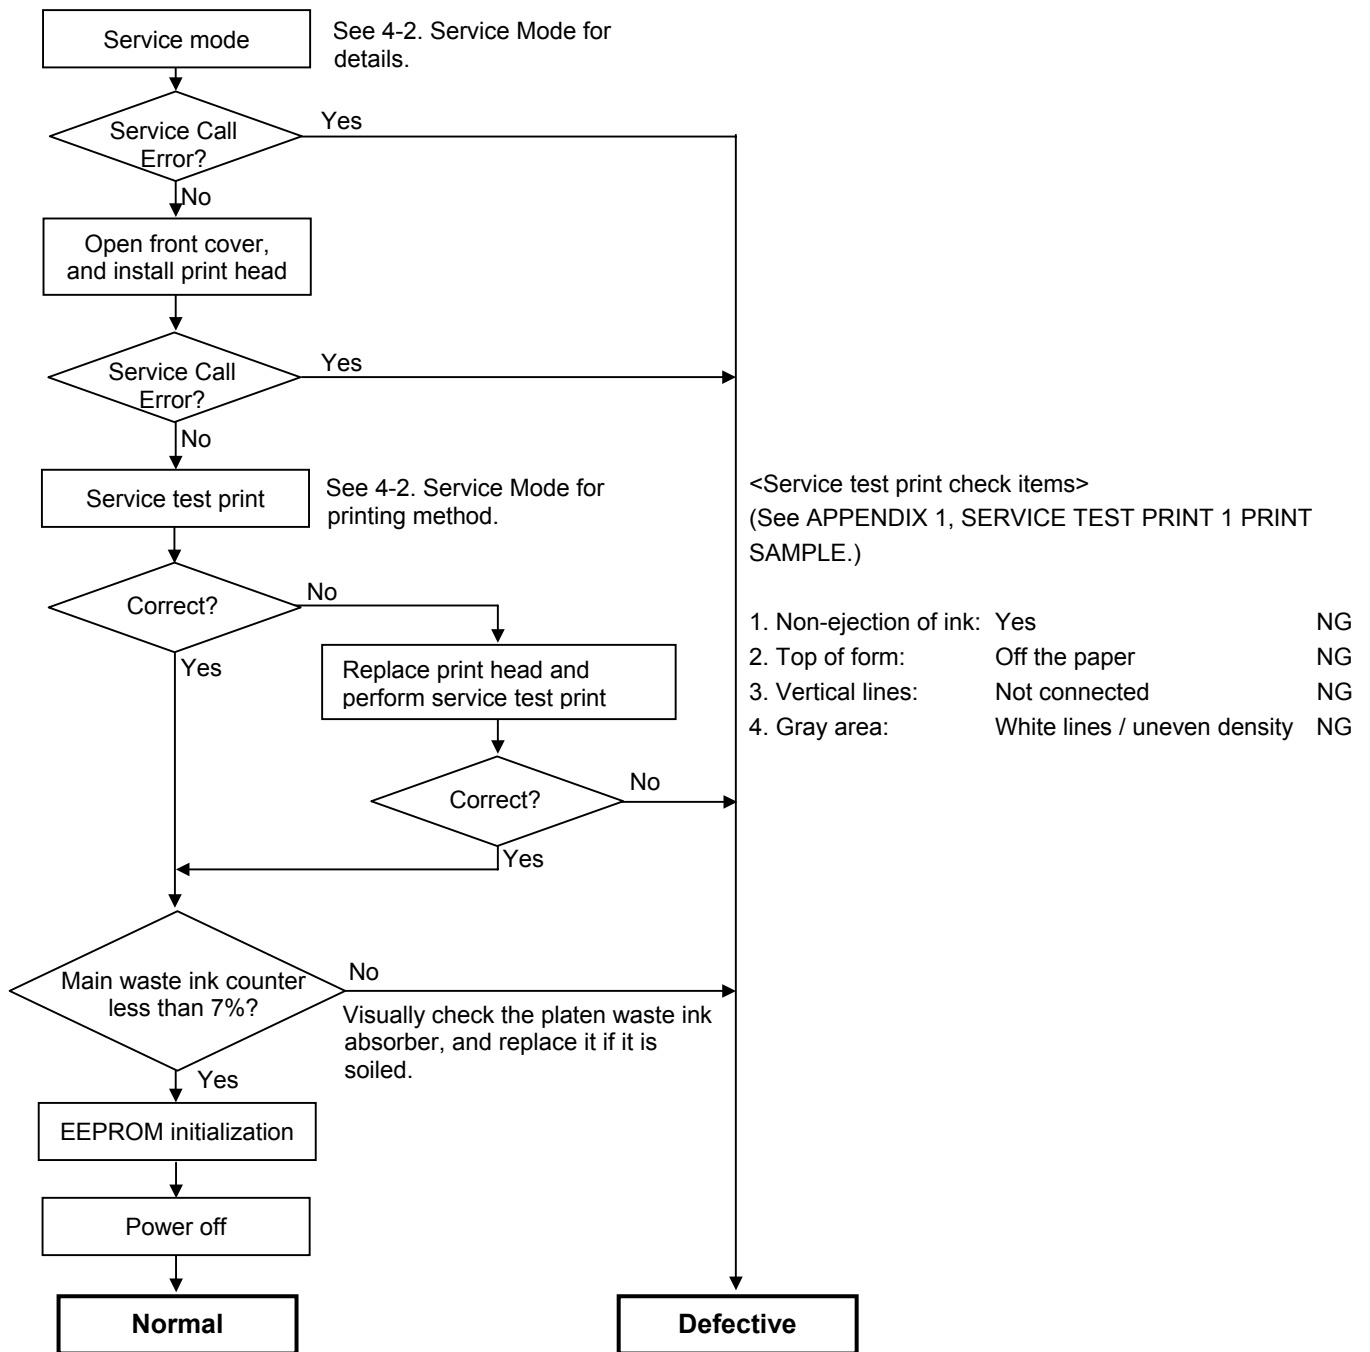 Service mode
See 4-2. Service Mode for
details.
Service Call
Error?
Yes
No
Open front cover,
and install print head
Service Call
Error?
Yes
No
Service test print
See 4-2. Service Mode for
printing method.
<Service test print check items>
(See APPENDIX 1, SERVICE TEST PRINT 1 PRINT
SAMPLE.)
1. Non-ejection of ink: Yes NG
2. Top of form: Off the paper NG
3. Vertical lines: Not connected NG
4. Gray area: White lines / uneven density NG
Correct?
No
Yes
Replace print head and
perform service test print
Correct?
No
Yes
Main waste ink counter
less than 7%?
No
Visually check the platen waste ink
absorber, and replace it if it is
soiled.
Yes
EEPROM initialization
Power off
Normal
Defective